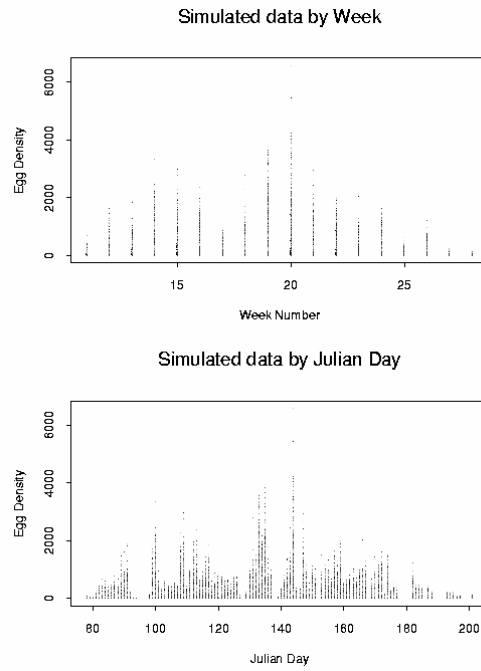 Simulated data by Week
Egg Density
6000
4000
2000
0
15 20 25
Week Number
Simulated data by Julian Day
Egg Density
6000
4000
2000
0
80 100 120 140 160 180 200
Julian Day